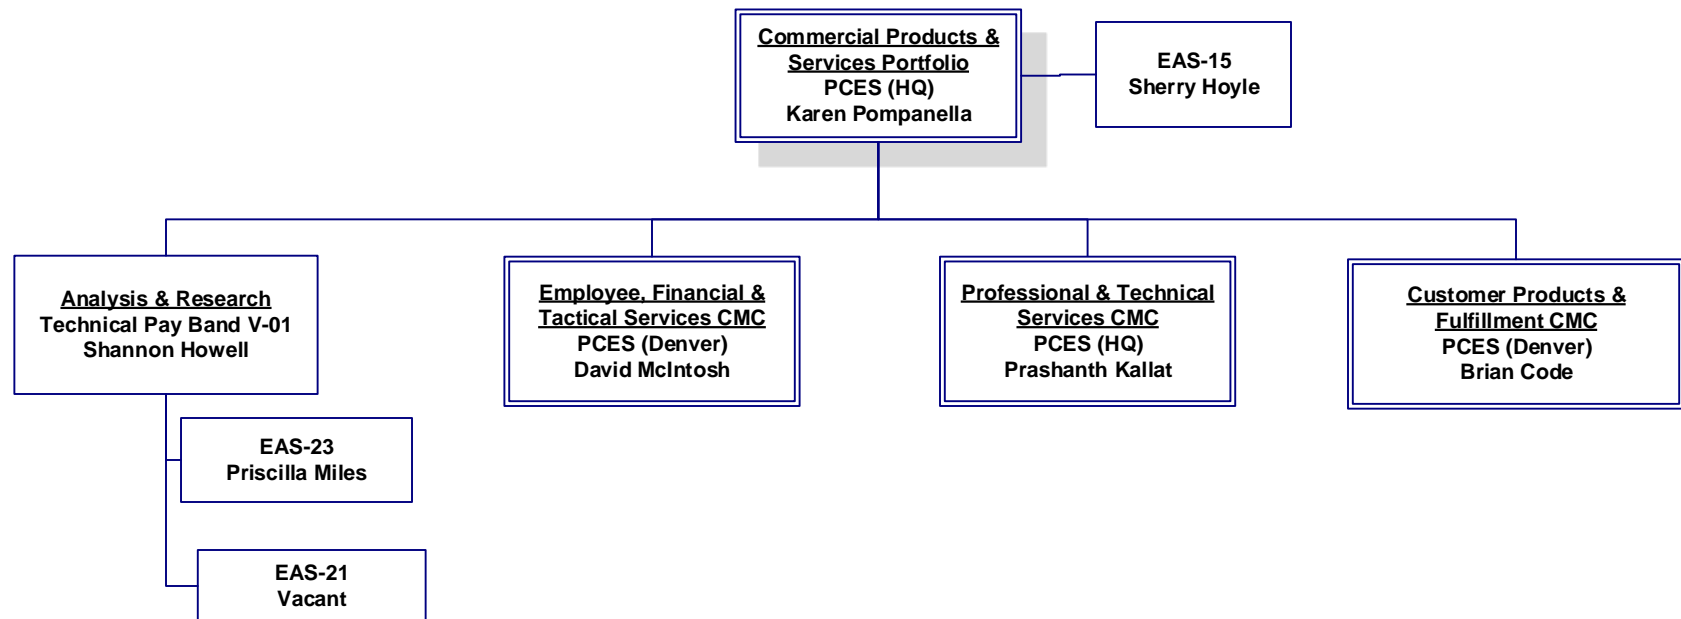 Commercial Products &
Services Portfolio
PCES (HQ)
Karen Pompanella
EAS-15
Sherry Hoyle
Analysis & Research
Technical Pay Band V-01
Shannon Howell
Employee, Financial &
Tactical Services CMC
PCES (Denver)
David McIntosh
Professional & Technical
Services CMC
PCES (HQ)
Prashanth Kallat
Customer Products &
Fulfillment CMC
PCES (Denver)
Brian Code
EAS-23
Priscilla Miles
EAS-21
Vacant